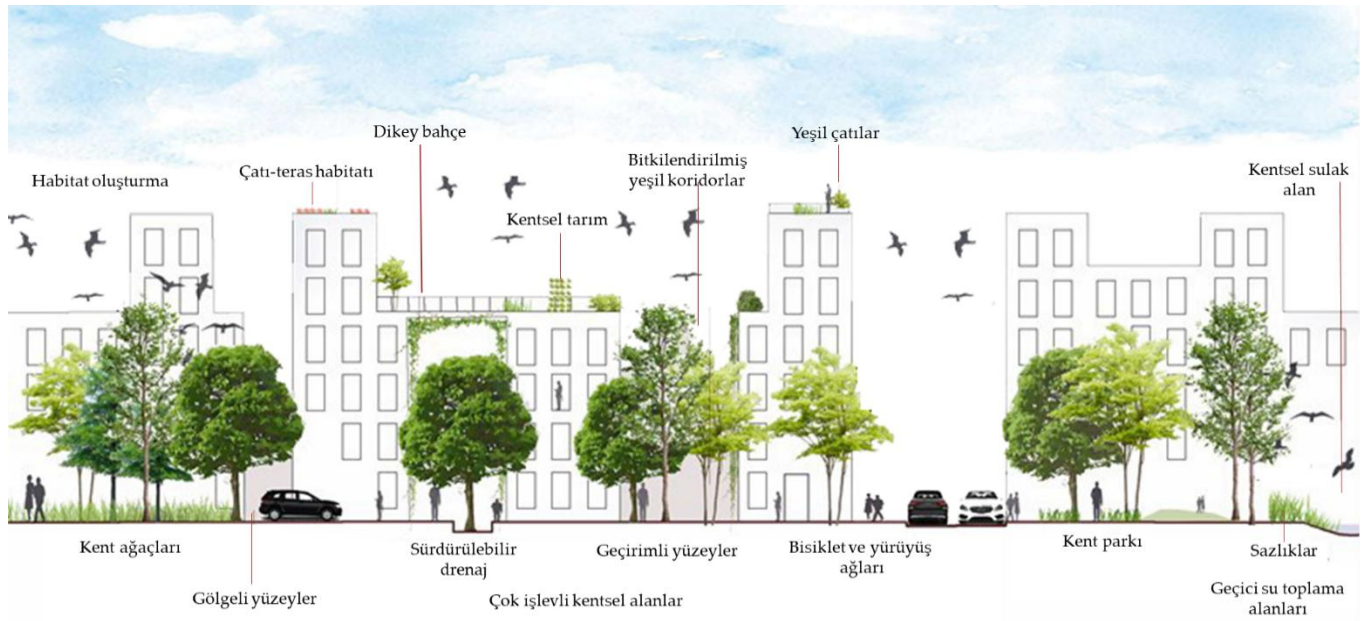 Dikey bahçe
Yeşil çatılar
Habitat oluşturma
Çatı-teras habitatı
Bitkilendirilmiş
yeşil koridorlar
Kentsel sulak
alan
Kentsel tarım
Kent ağaçları
Sürdürülebilir
drenaj
Geçirimli yüzeyler
Bisiklet ve yürüyüş
ağları
Kent parkı
Sazlıklar
Gölgeli yüzeyler
Çok işlevli kentsel alanlar
Geçici su toplama
alanları